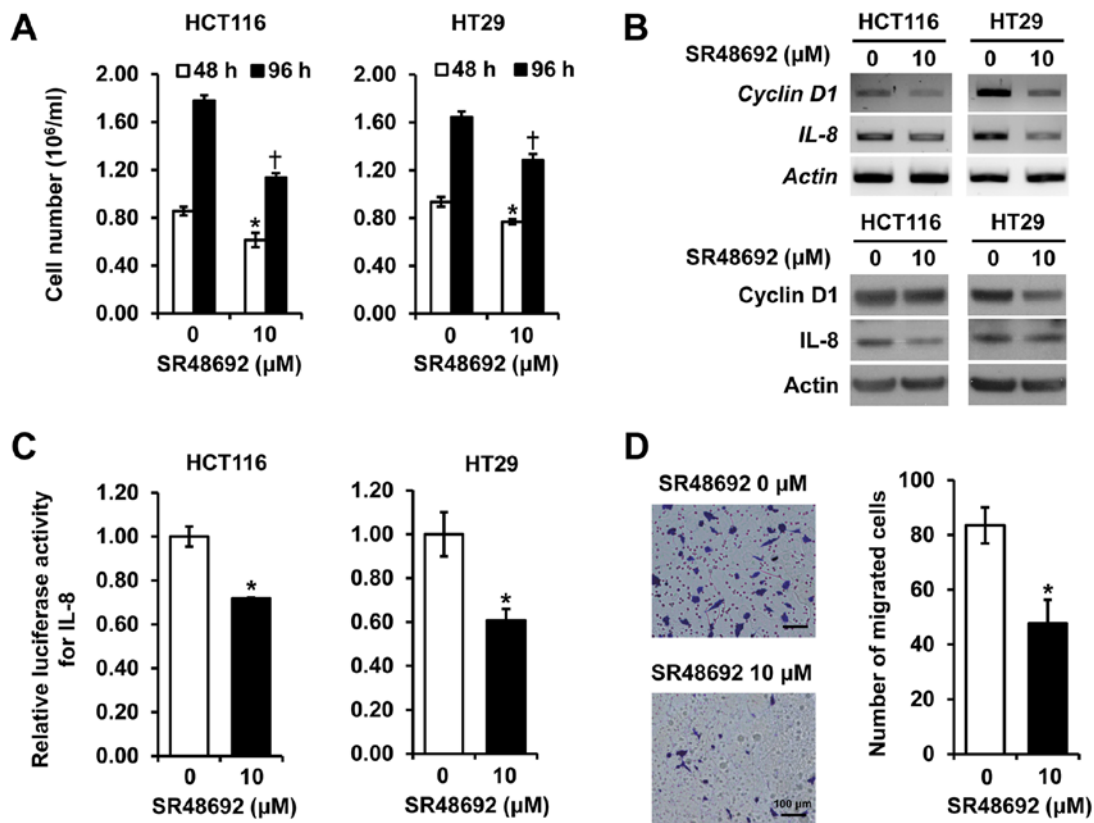 A
HCT116
HT29
48 h 96 h
48 h 96 h
Cell number (10⁶/ml)
2.00
1.60
1.20
0.80
0.40
0.00
2.00
1.60
1.20
0.80
0.40
0.00
*
†
*
†
0 10
0 10
SR48692 (µM)
SR48692 (µM)
B
HCT116 HT29
SR48692 (µM) 0 10 0 10
Cyclin D1
IL-8
Actin
HCT116 HT29
SR48692 (µM) 0 10 0 10
Cyclin D1
IL-8
Actin
C
HCT116
HT29
Relative luciferase activity
for IL-8
1.20
1.00
0.80
0.60
0.40
0.20
0.00
1.20
1.00
0.80
0.60
0.40
0.20
0.00
*
*
0 10
0 10
SR48692 (µM)
SR48692 (µM)
D
SR48692 0 µM
SR48692 10 µM
100 µm
Number of migrated cells
100
80
60
40
20
0
*
0 10
SR48692 (µM)